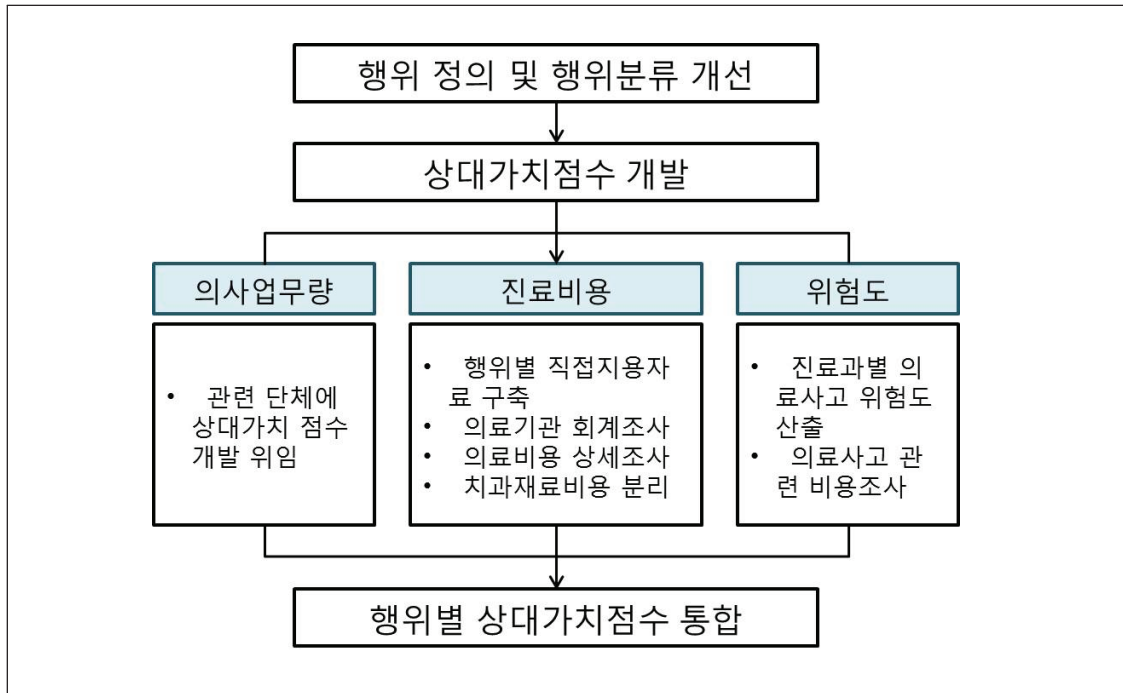 행위 정의 및 행위분류 개선
상대가치점수 개발
의사업무량
• 관련 단체에
상대가치 점수
개발 위임
진료비용
• 행위별 직접지용자
료 구축
• 의료기관 회계조사
• 의료비용 상세조사
• 치과재료비용 분리
위험도
• 진료과별 의
료사고 위험도
산출
• 의료사고 관
련 비용조사
행위별 상대가치점수 통합